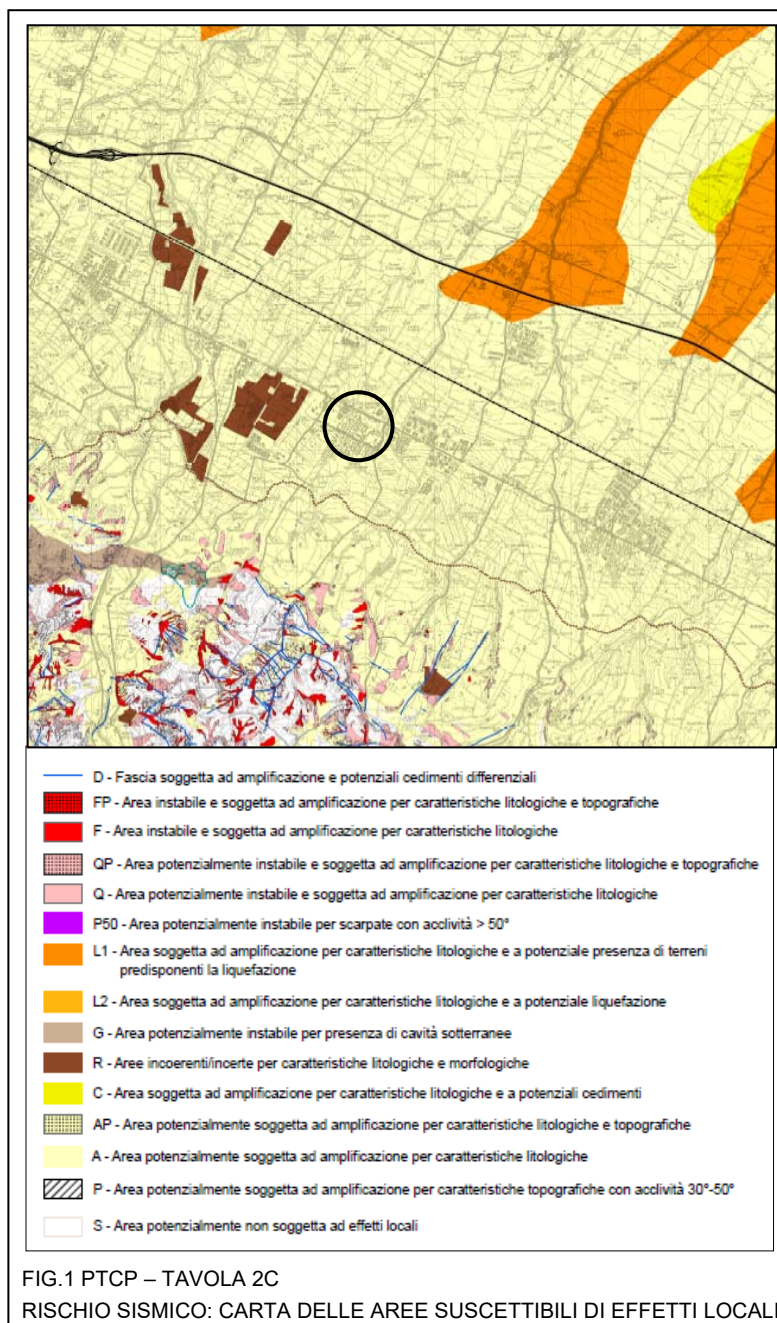 D - Fascia soggetta ad amplificazione e potenziali cedimenti differenziali
FP - Area instabile e soggetta ad amplificazione per caratteristiche litologiche e topografiche
F - Area instabile e soggetta ad amplificazione per caratteristiche litologiche
QP - Area potenzialmente instabile e soggetta ad amplificazione per caratteristiche litologiche e topografiche
Q - Area potenzialmente instabile e soggetta ad amplificazione per caratteristiche litologiche
P50 - Area potenzialmente instabile per scarpate con acclività > 50°
L1 - Area soggetta ad amplificazione per caratteristiche litologiche e a potenziale presenza di terreni
predisponenti la liquefazione
L2 - Area soggetta ad amplificazione per caratteristiche litologiche e a potenziale liquefazione
G - Area potenzialmente instabile per presenza di cavità sotterranee
R - Aree incoerenti/incerte per caratteristiche litologiche e morfologiche
C - Area soggetta ad amplificazione per caratteristiche litologiche e a potenziali cedimenti
AP - Area potenzialmente soggetta ad amplificazione per caratteristiche litologiche e topografiche
A - Area potenzialmente soggetta ad amplificazione per caratteristiche litologiche
P - Area potenzialmente soggetta ad amplificazione per caratteristiche topografiche con acclività 30°-50°
S - Area potenzialmente non soggetta ad effetti locali
FIG.1 PTCP – TAVOLA 2C
RISCHIO SISMICO: CARTA DELLE AREE SUSCETTIBILI DI EFFETTI LOCALI